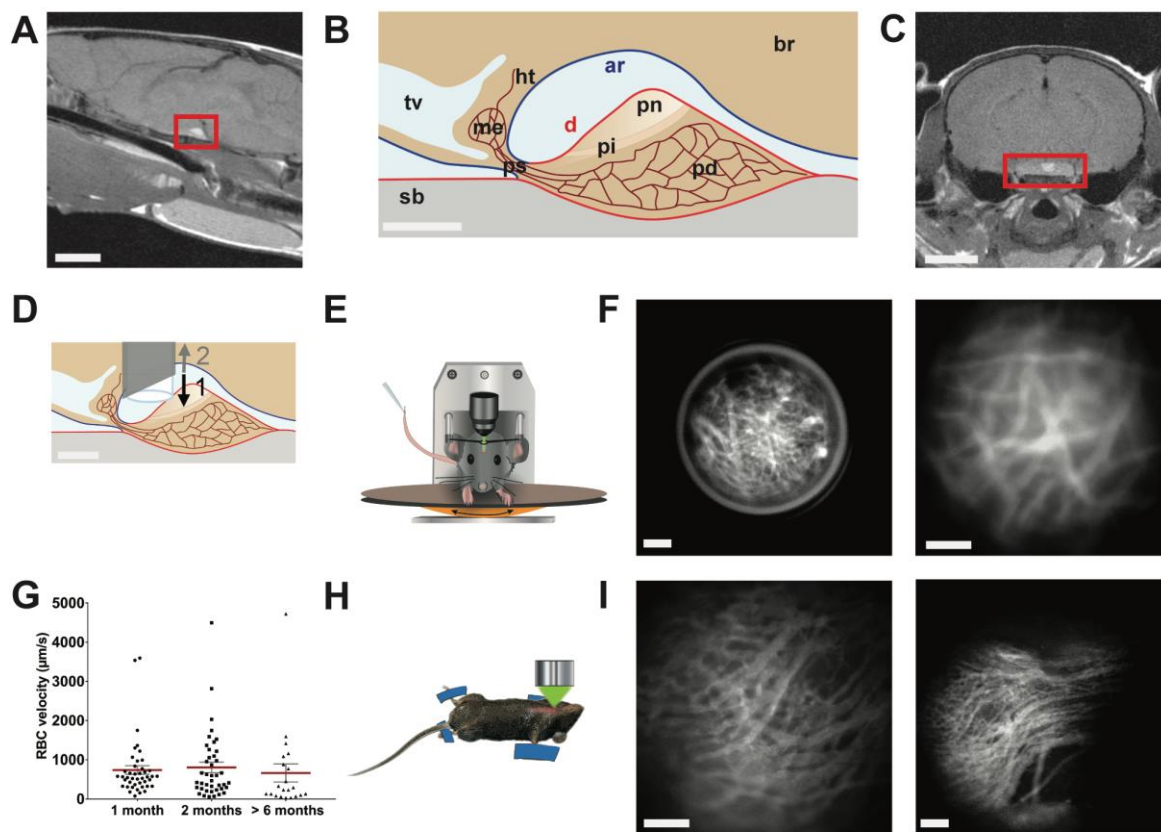 A
B
br
C
ht
ar
tv
pn
d
me
pi
ps
pd
sb
D
2
1
E
F
G
5000
4000
3000
2000
1000
0
RBC velocity (µm/s)
1 month
2 months
> 6 months
H
I